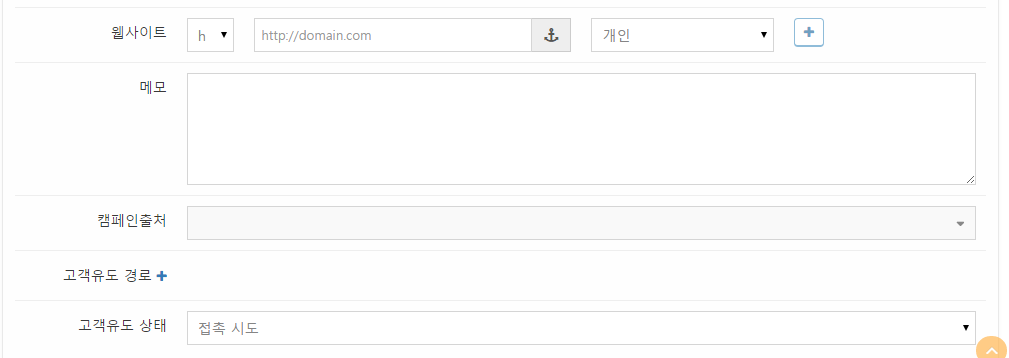 웹사이트 h http://domain.com 개인
메모
캠페인출처
고객유도 경로
고객유도 상태 접촉 시도